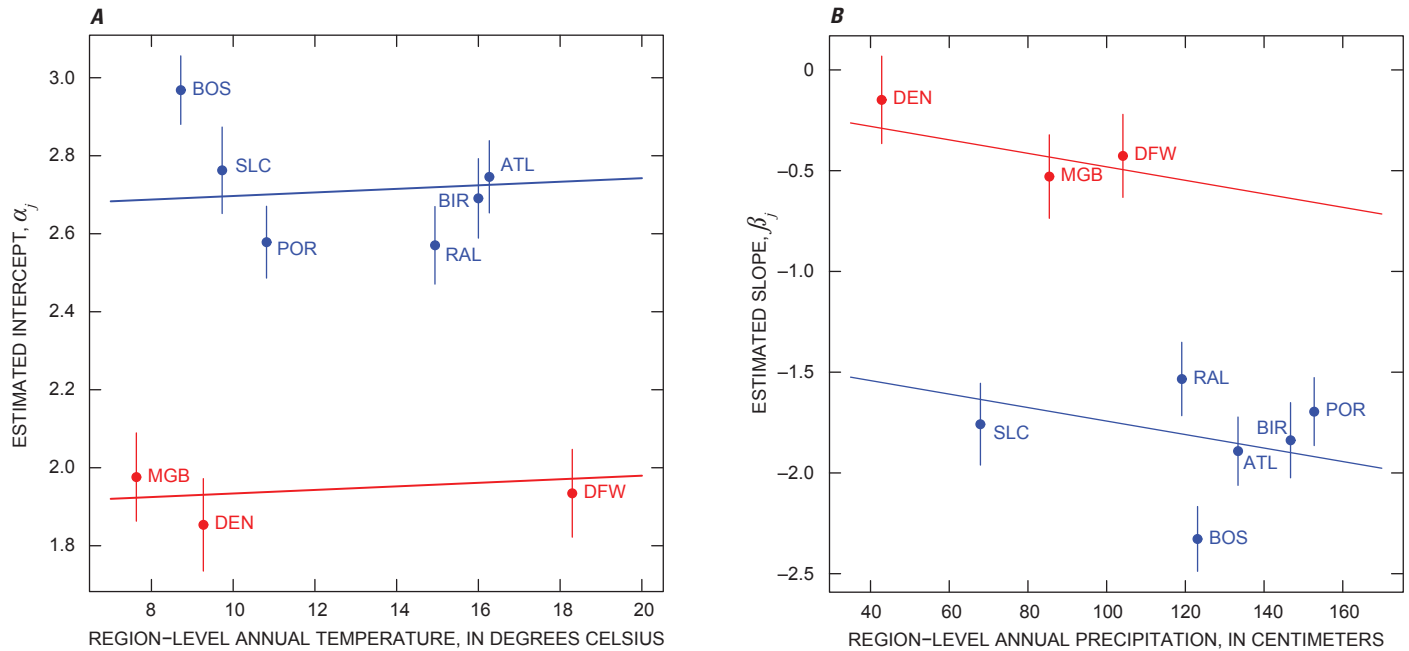 A
ESTIMATED INTERCEPT, αj
3.0
2.8
2.6
2.4
2.2
2.0
1.8
BOS
SLC
POR
ATL
BIR
RAL
MGB
DEN
DFW
8 10 12 14 16 18 20
REGION−LEVEL ANNUAL TEMPERATURE, IN DEGREES CELSIUS
B
ESTIMATED SLOPE, βj
0
−0.5
−1.0
−1.5
−2.0
−2.5
DEN
DFW
MGB
RAL
POR
BIR
SLC
ATL
BOS
40 60 80 100 120 140 160
REGION−LEVEL ANNUAL PRECIPITATION, IN CENTIMETERS